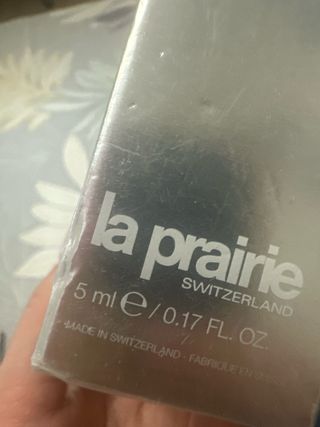 la prairie
SWITZERLAND
5 ml ℮ / 0.17 FL. OZ.
MADE IN SWITZERLAND - FABRIQUÉ EN